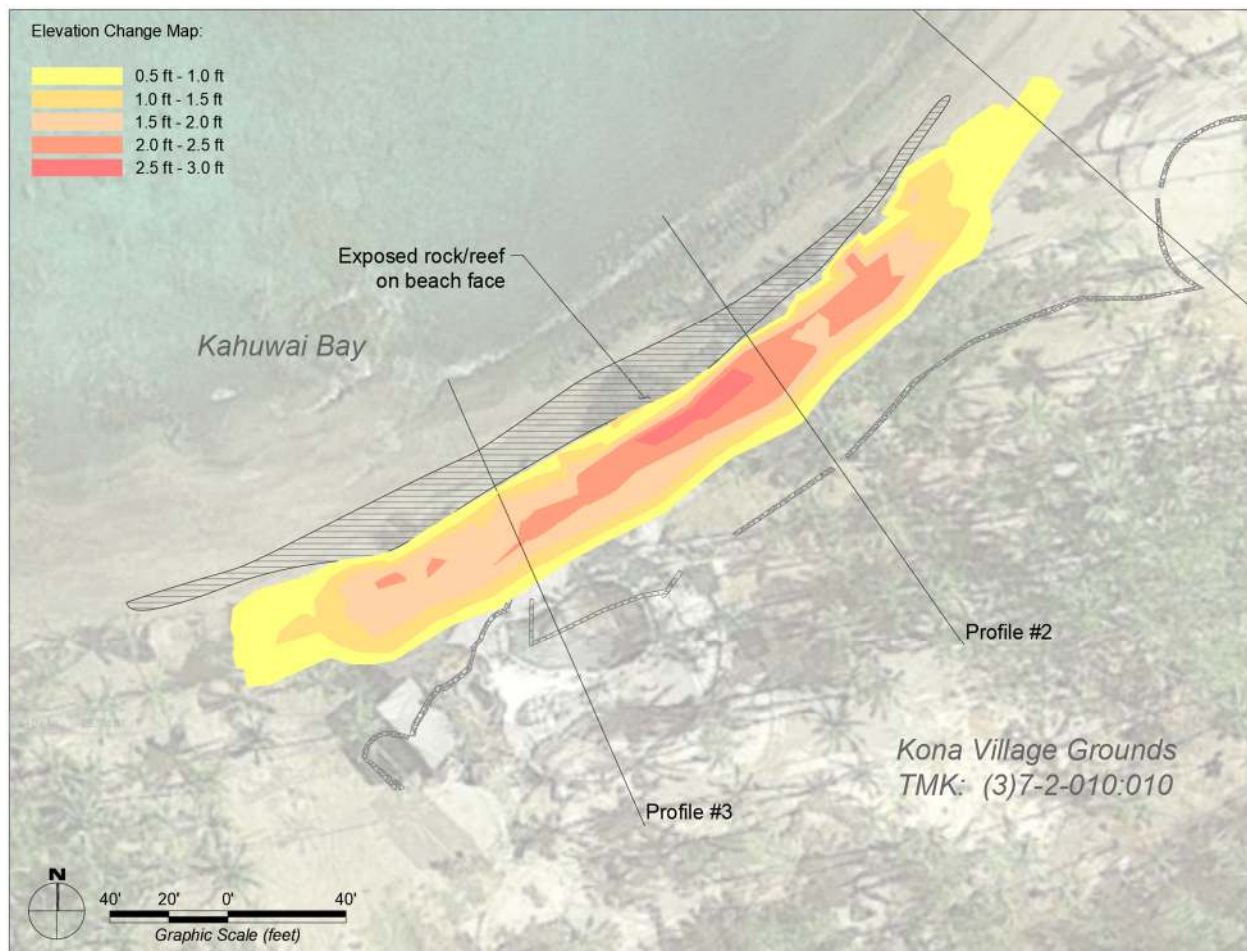 Elevation Change Map:
0.5 ft - 1.0 ft
1.0 ft - 1.5 ft
1.5 ft - 2.0 ft
2.0 ft - 2.5 ft
2.5 ft - 3.0 ft
Exposed rock/reef
on beach face
Kahuwai Bay
Profile #2
Kona Village Grounds
TMK: (3)7-2-010:010
Profile #3
N
40' 20' 0' 40'
Graphic Scale (feet)